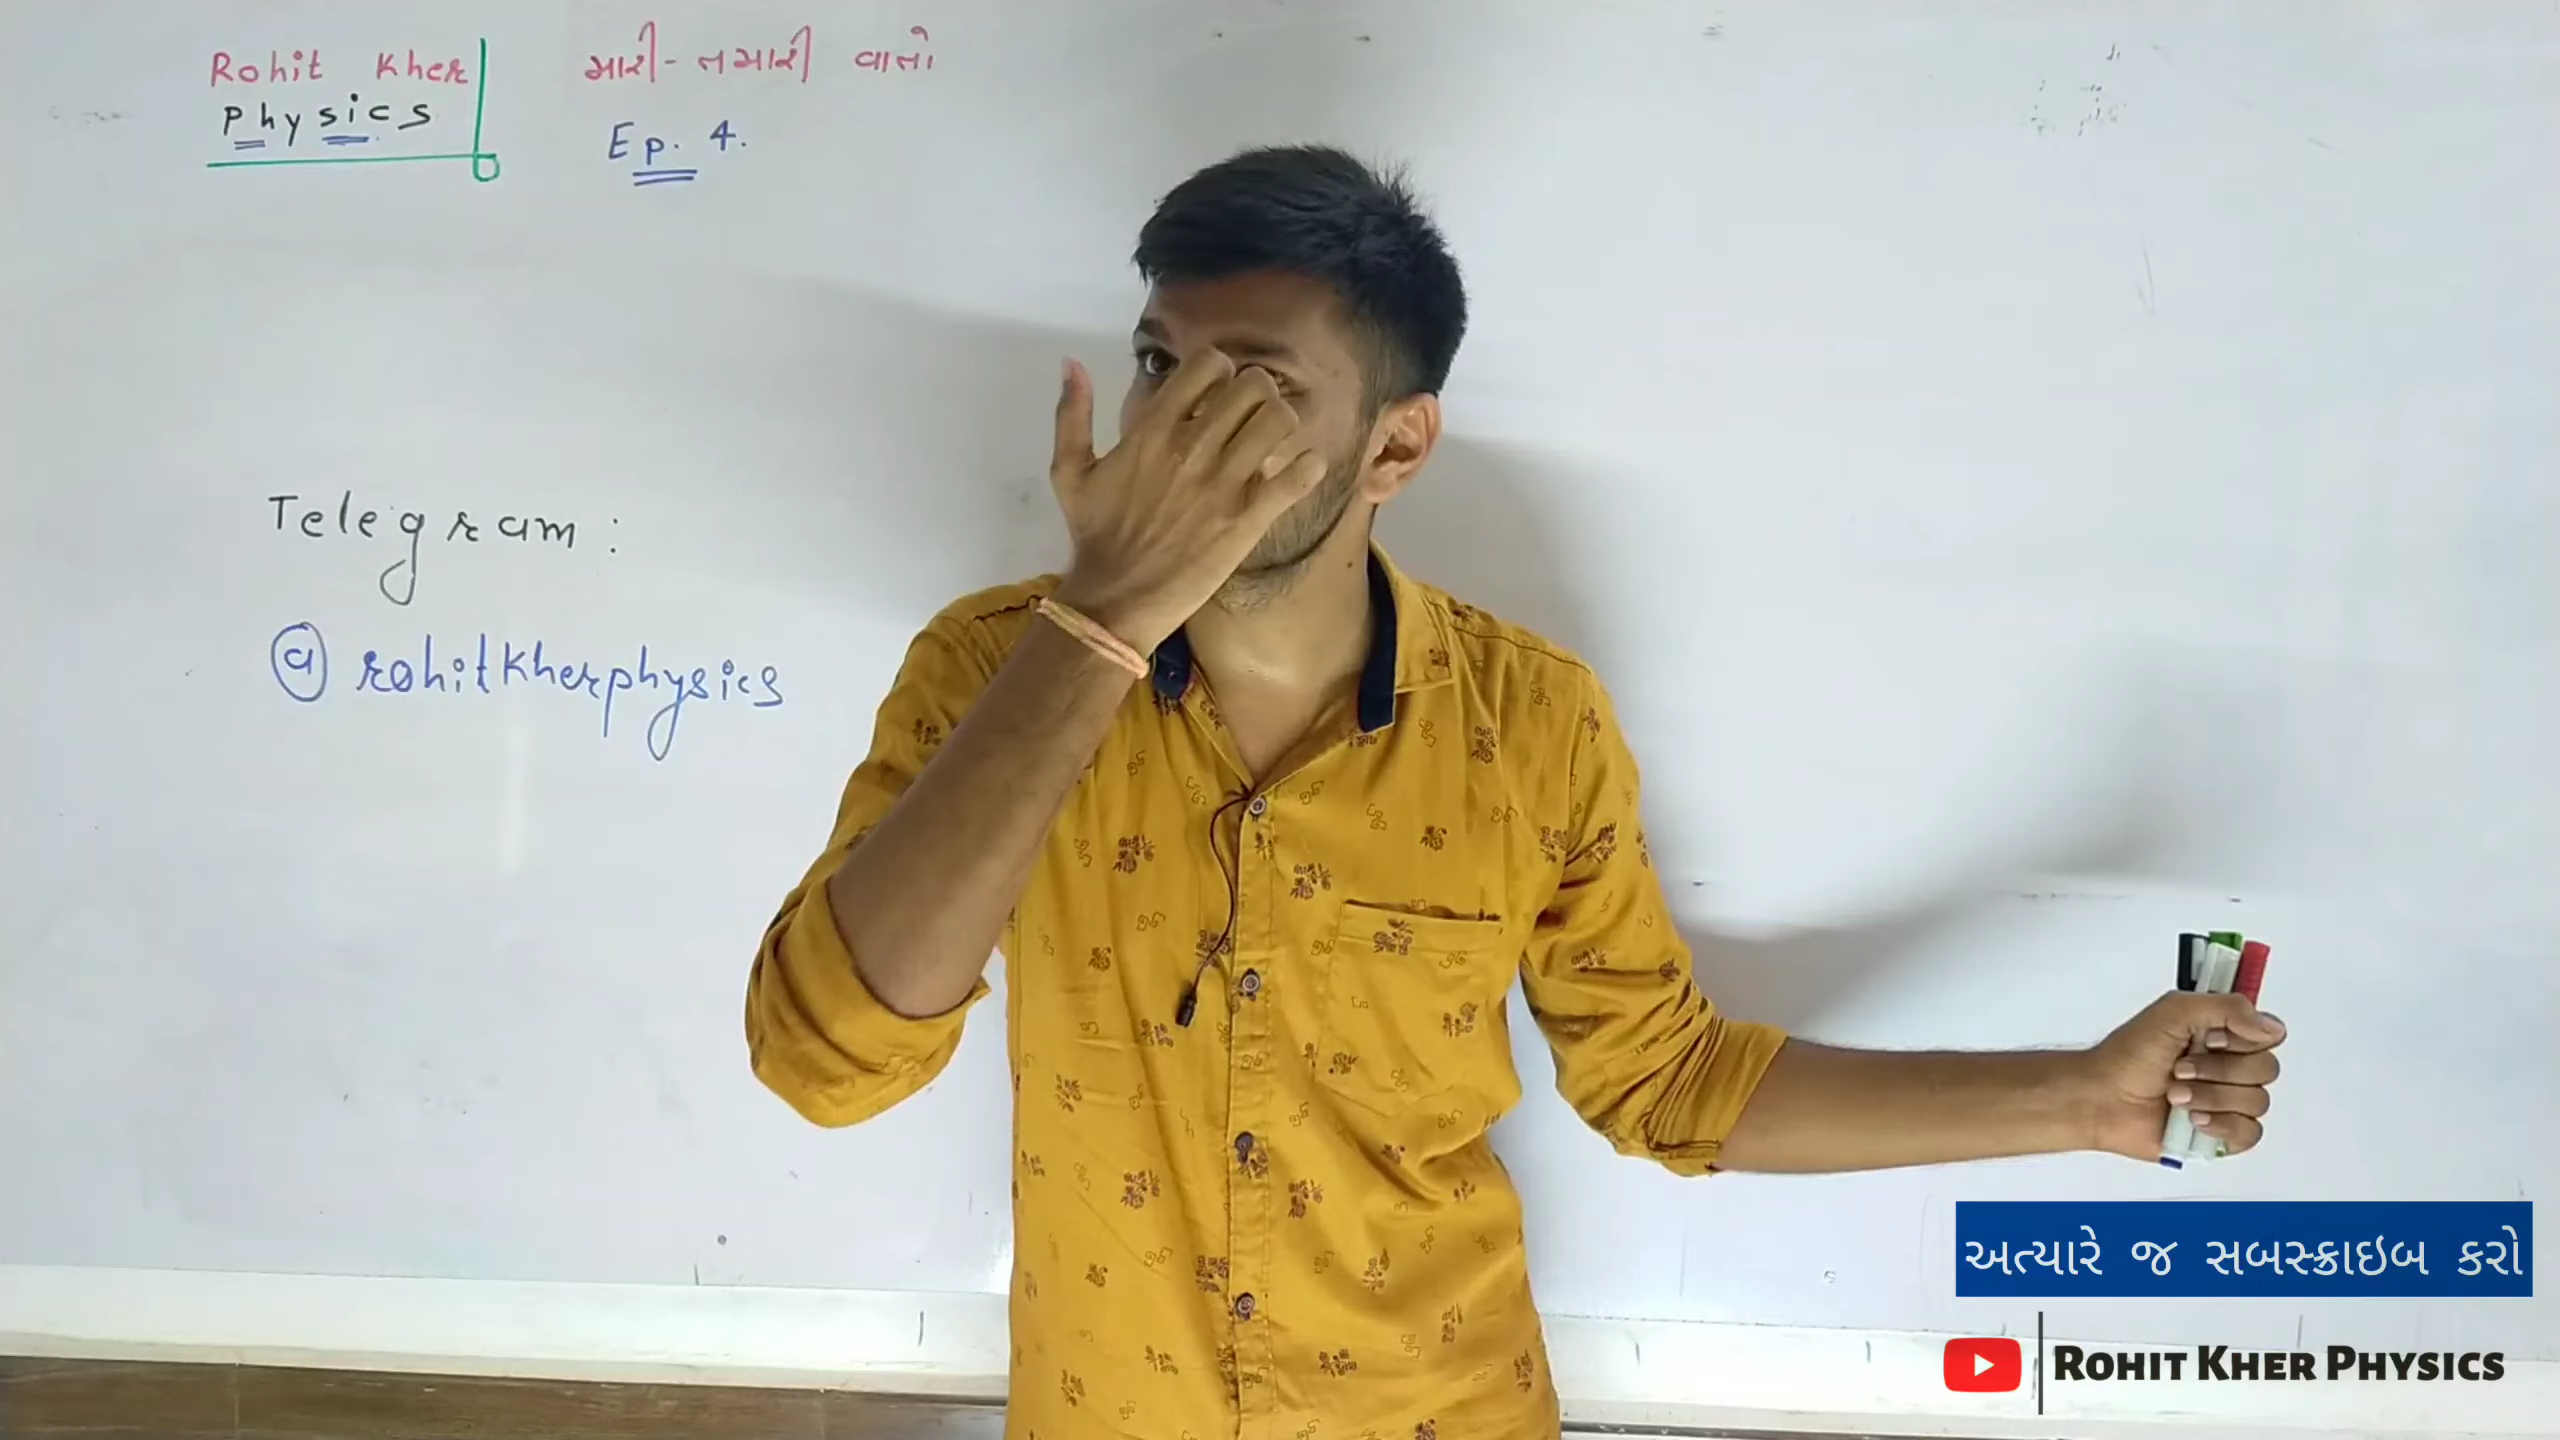 Rohit Kher
Physics
મારી - તમારી વાતો
Ep. 4.
Telegram :
@ rohitkherphysics
અત્યારે જ સબસ્ક્રાઇબ કરો
ROHIT KHER PHYSICS